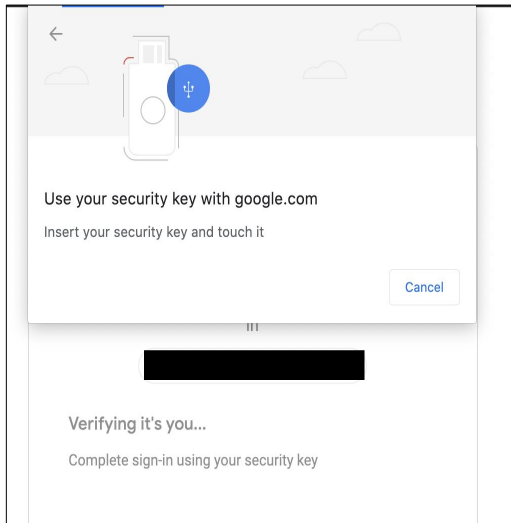 Use your security key with google.com
Insert your security key and touch it
Cancel
Verifying it's you...
Complete sign-in using your security key